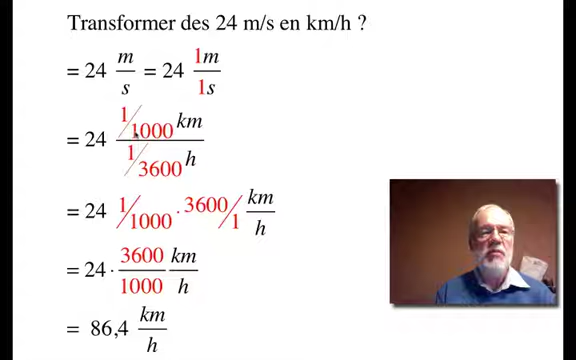 Transformer des 24 m/s en km/h ?
= 24 m/s = 24 1m/1s
= 24 (1/1000 km)/(1/3600 h)
= 24 1/1000 · 3600/1 km/h
= 24 · 3600/1000 km/h
= 86,4 km/h